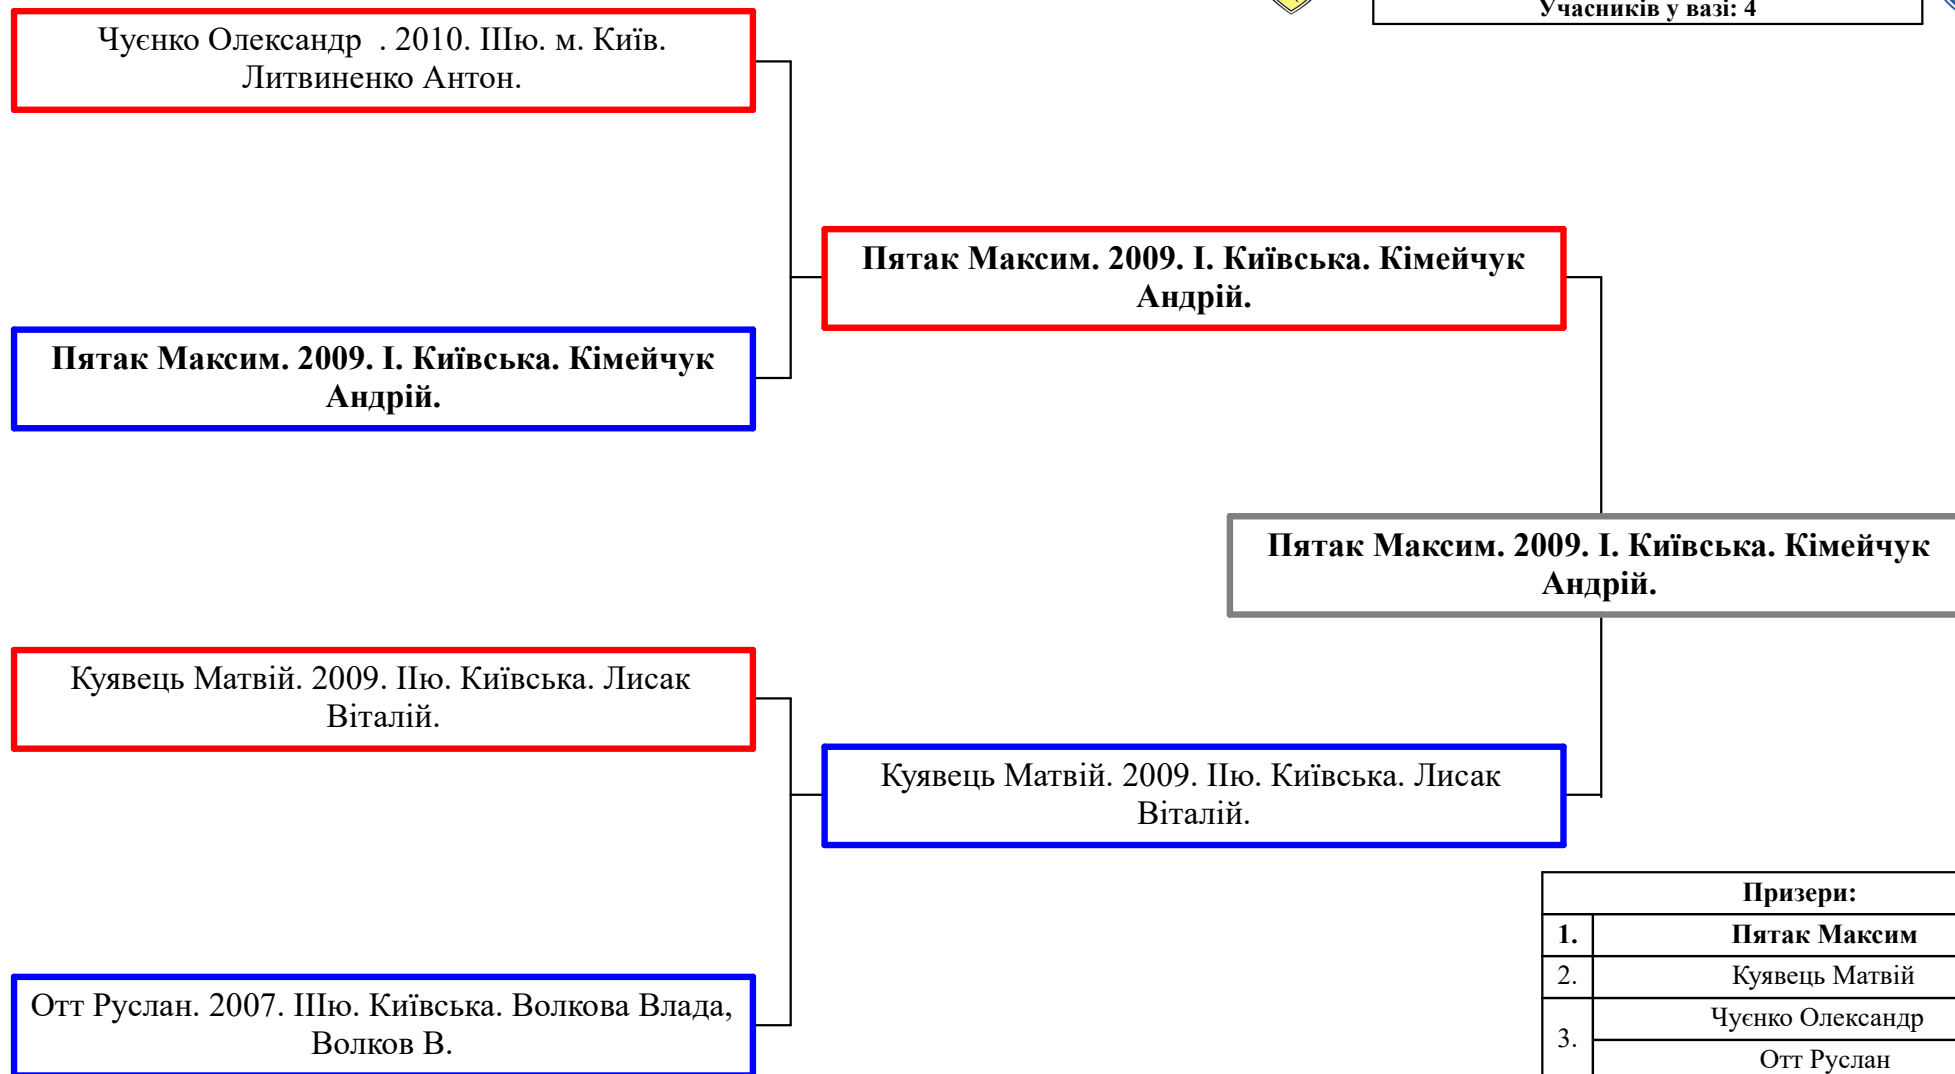 Учасників у вазі: 4
Чуєнко Олександр  . 2010. ІІІю. м. Київ.
Литвиненко Антон.
Пятак Максим. 2009. І. Київська. Кімейчук
Андрій.
Пятак Максим. 2009. І. Київська. Кімейчук
Андрій.
Пятак Максим. 2009. І. Київська. Кімейчук
Андрій.
Куявець Матвій. 2009. ІІю. Київська. Лисак
Віталій.
Куявець Матвій. 2009. ІІю. Київська. Лисак
Віталій.
Отт Руслан. 2007. ІІІю. Київська. Волкова Влада,
Волков В.
Призери:
1. Пятак Максим
2. Куявець Матвій
3. Чуєнко Олександр
Отт Руслан